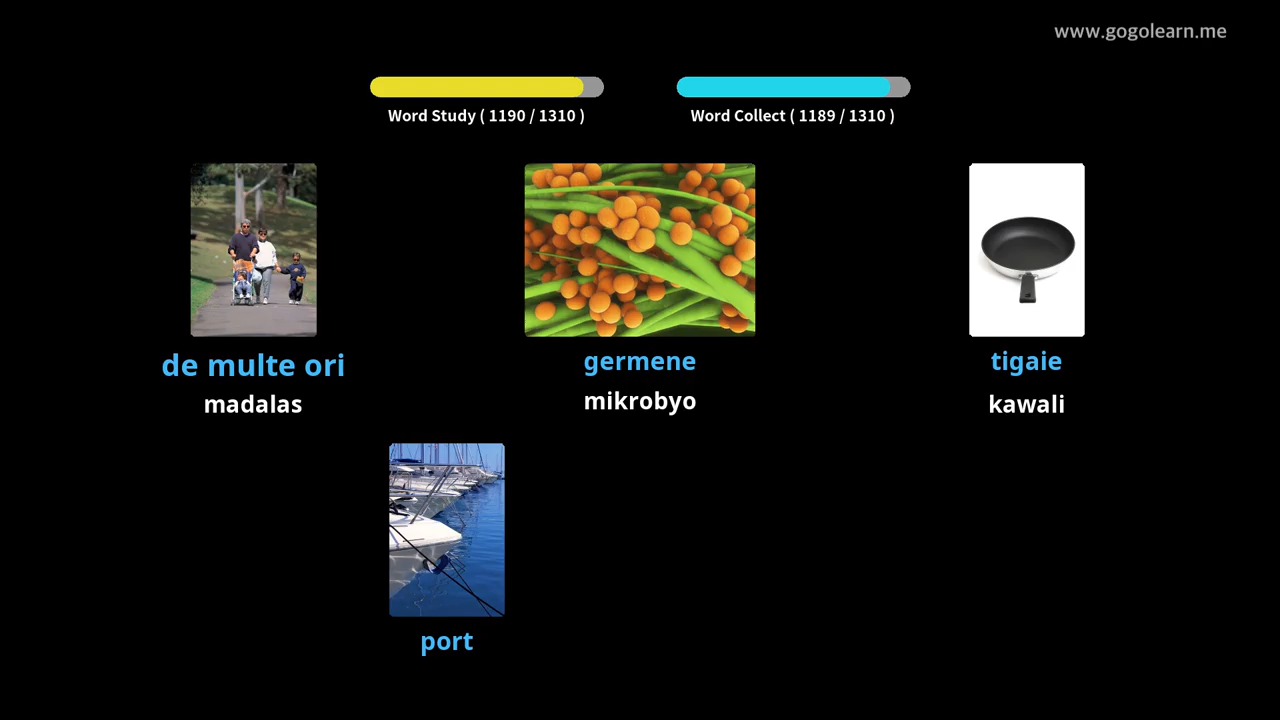 www.gogolearn.me
Word Study ( 1190 / 1310 )
Word Collect ( 1189 / 1310 )
de multe ori
madalas
germene
mikrobyo
tigaie
kawali
port